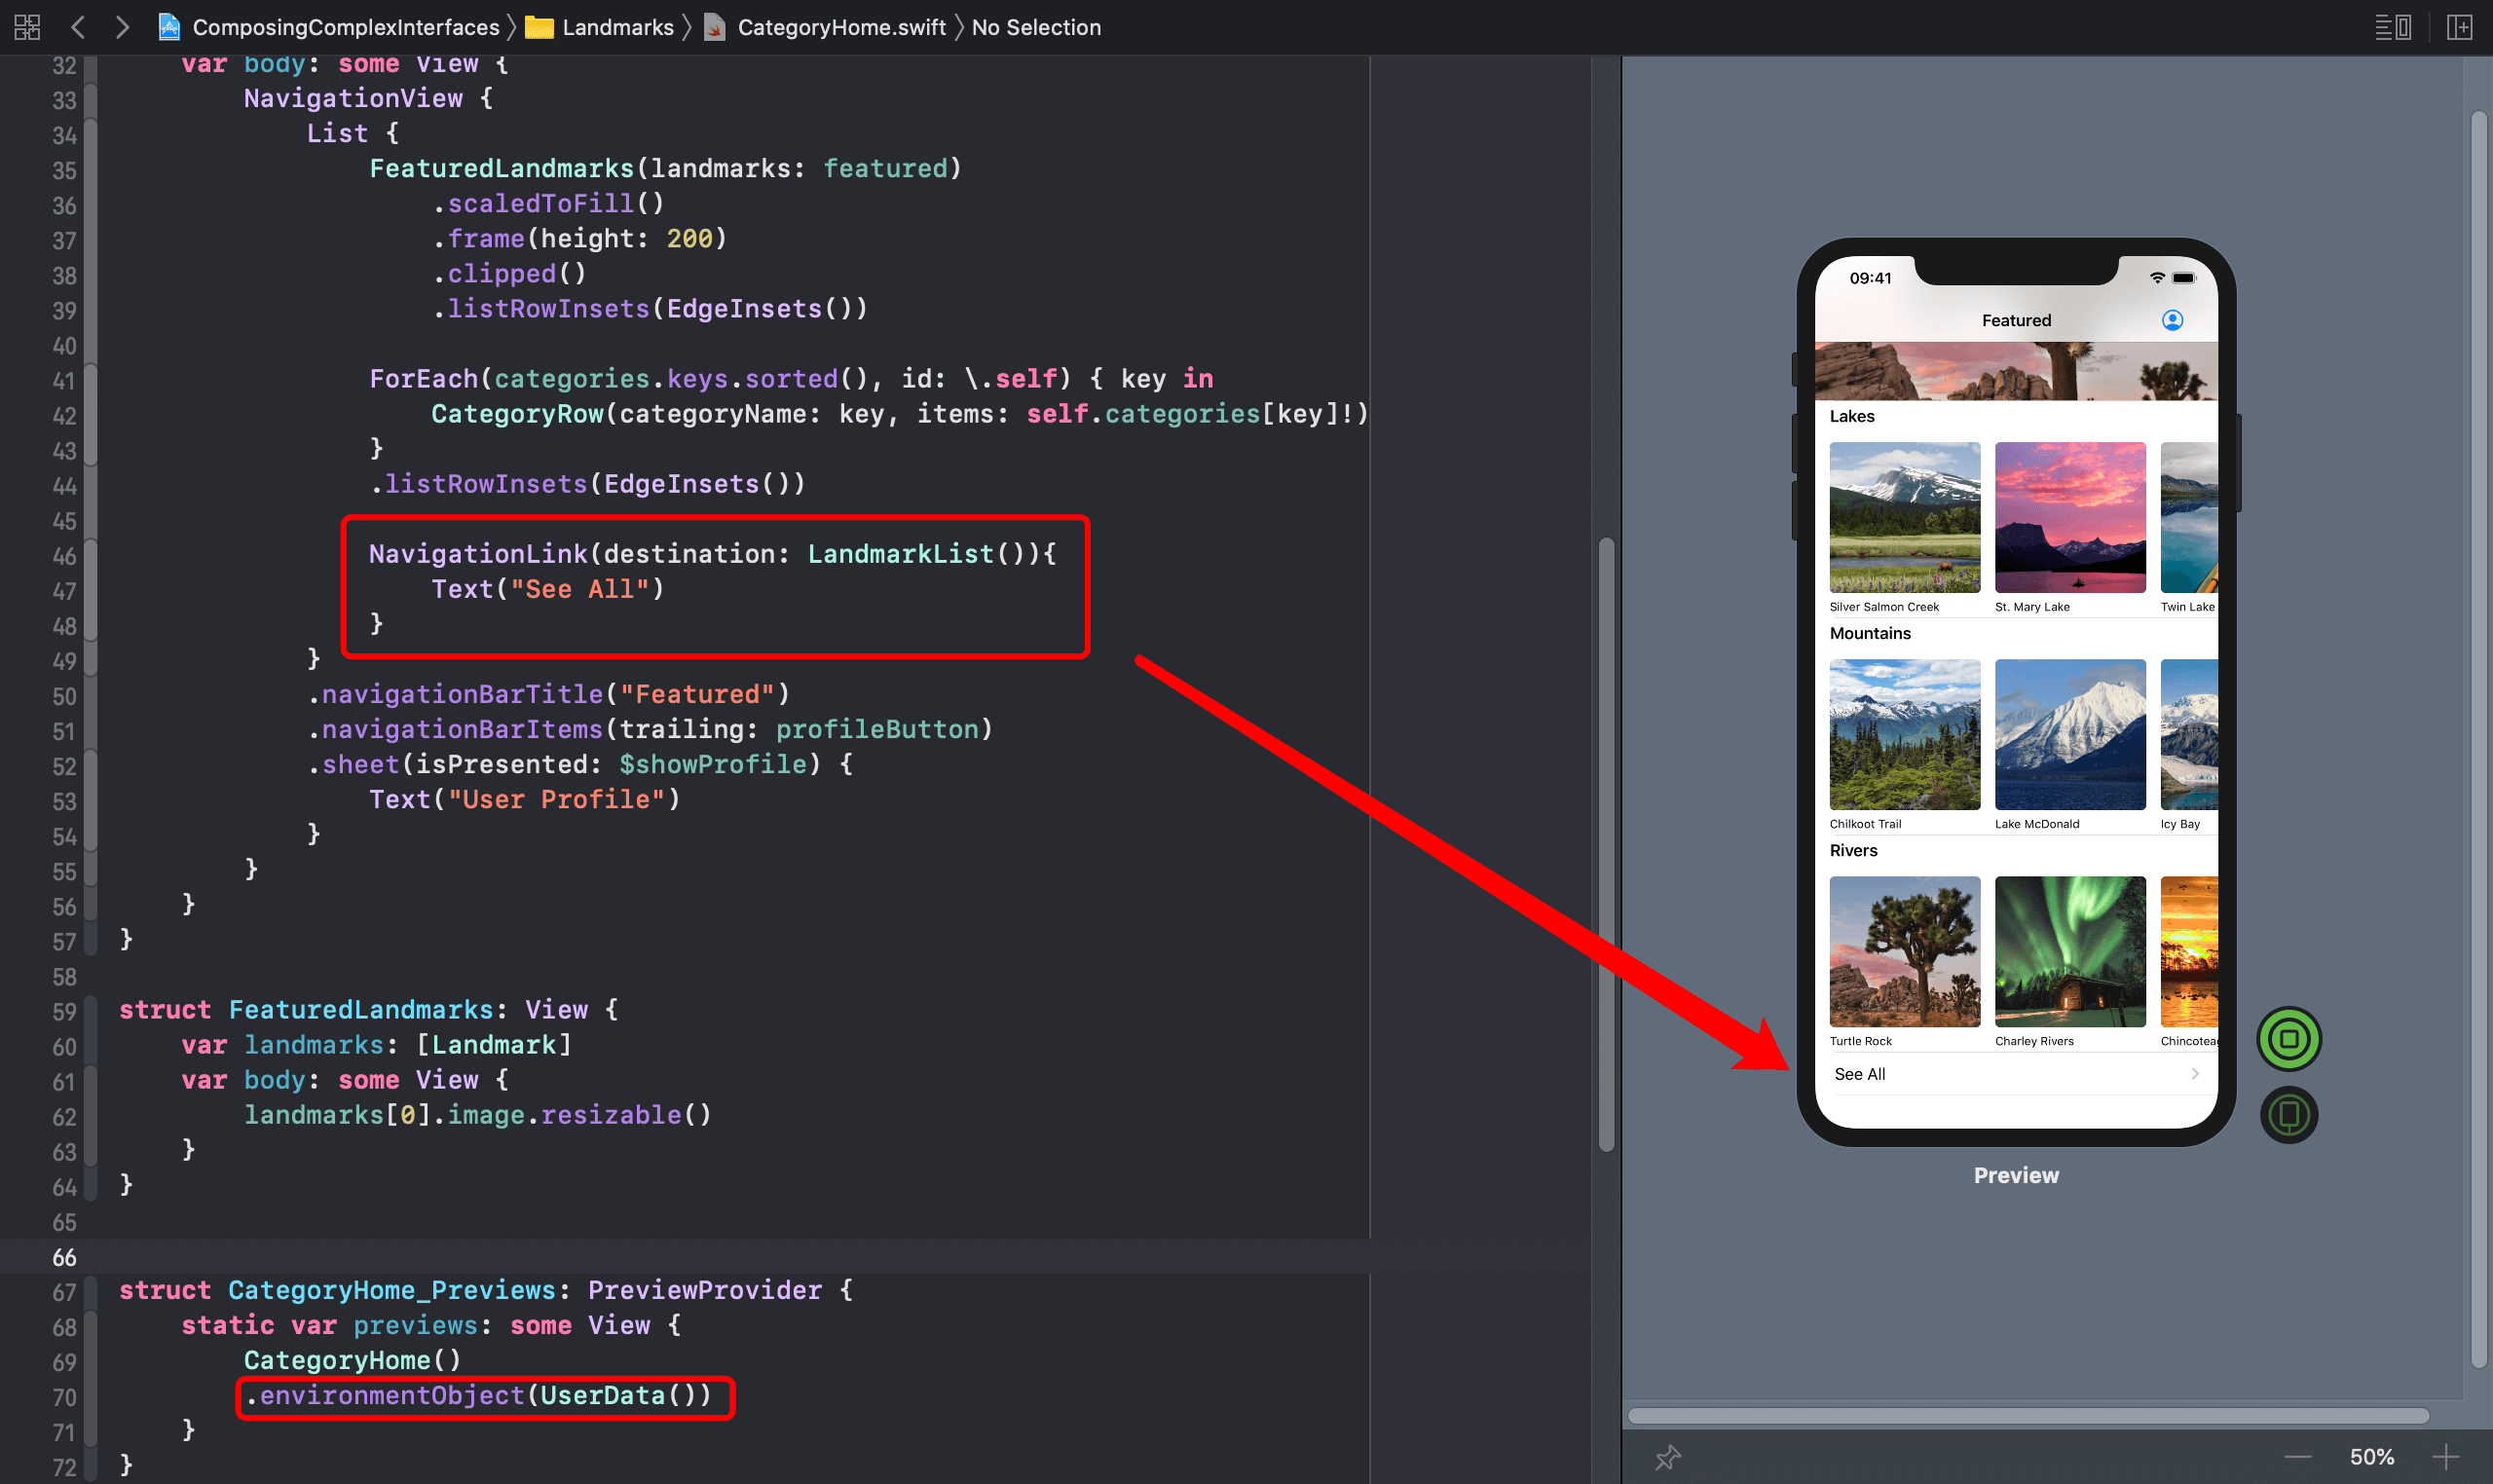 ComposingComplexInterfaces 〉 Landmarks 〉 CategoryHome.swift 〉 No Selection
32 var body: some View {
33 NavigationView {
34 List {
35 FeaturedLandmarks(landmarks: featured)
36 .scaledToFill()
37 .frame(height: 200)
38 .clipped()
39 .listRowInsets(EdgeInsets())
40
41 ForEach(categories.keys.sorted(), id: \.self) { key in
42 CategoryRow(categoryName: key, items: self.categories[key]!)
43 }
44 .listRowInsets(EdgeInsets())
45
46 NavigationLink(destination: LandmarkList()){
47 Text("See All")
48 }
49 }
50 .navigationBarTitle("Featured")
51 .navigationBarItems(trailing: profileButton)
52 .sheet(isPresented: $showProfile) {
53 Text("User Profile")
54 }
55 }
56 }
57 }
58
59 struct FeaturedLandmarks: View {
60 var landmarks: [Landmark]
61 var body: some View {
62 landmarks[0].image.resizable()
63 }
64 }
65
66
67 struct CategoryHome_Previews: PreviewProvider {
68 static var previews: some View {
69 CategoryHome()
70 .environmentObject(UserData())
71 }
72 }
09:41
Featured
Lakes
Silver Salmon Creek St. Mary Lake Twin Lake
Mountains
Chilkoot Trail Lake McDonald Icy Bay
Rivers
Turtle Rock Charley Rivers Chincoteag
See All
Preview
50%